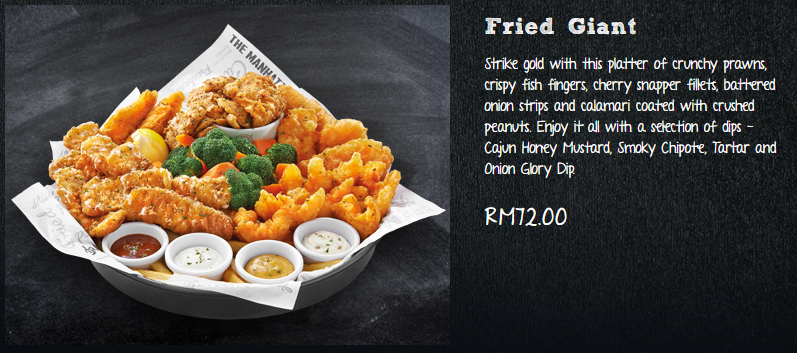 THE MANHAT
Fried Giant
Strike gold with this platter of crunchy prawns,
crispy fish fingers, cherry snapper fillets, battered
onion strips and calamari coated with crushed
peanuts. Enjoy it all with a selection of dips -
Cajun Honey Mustard, Smoky Chipote, Tartar and
Onion Glory Dip.
RM72.00